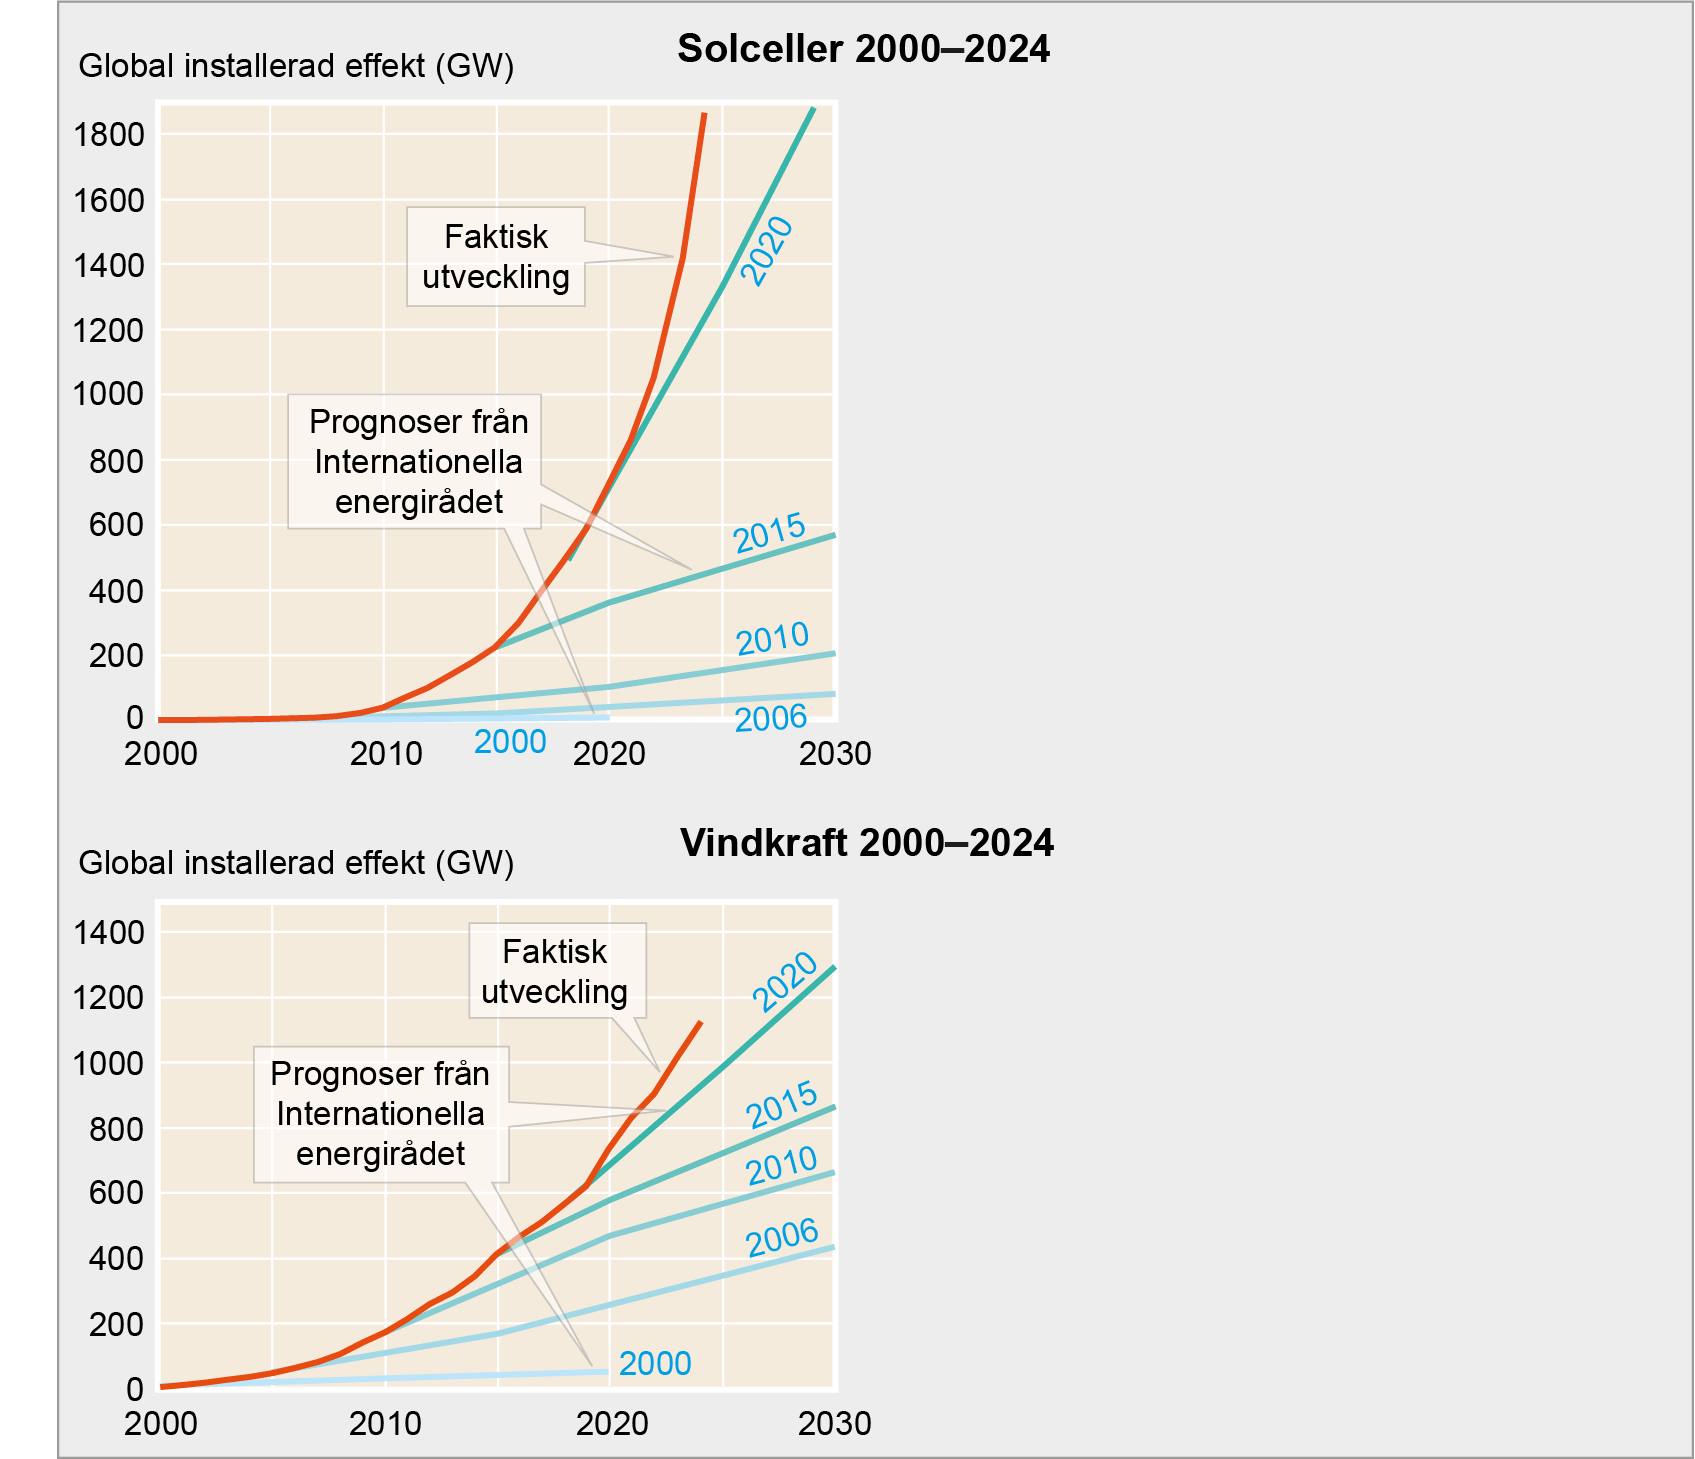 Solceller 2000–2024
Global installerad effekt (GW)
1800
1600
1400
1200
1000
800
600
400
200
0
Faktisk
utveckling
Prognoser från
Internationella
energirådet
2020
2015
2010
2006
2000
2000
2010
2020
2030
Vindkraft 2000–2024
Global installerad effekt (GW)
1400
1200
1000
800
600
400
200
0
Faktisk
utveckling
Prognoser från
Internationella
energirådet
2020
2015
2010
2006
2000
2000
2010
2020
2030